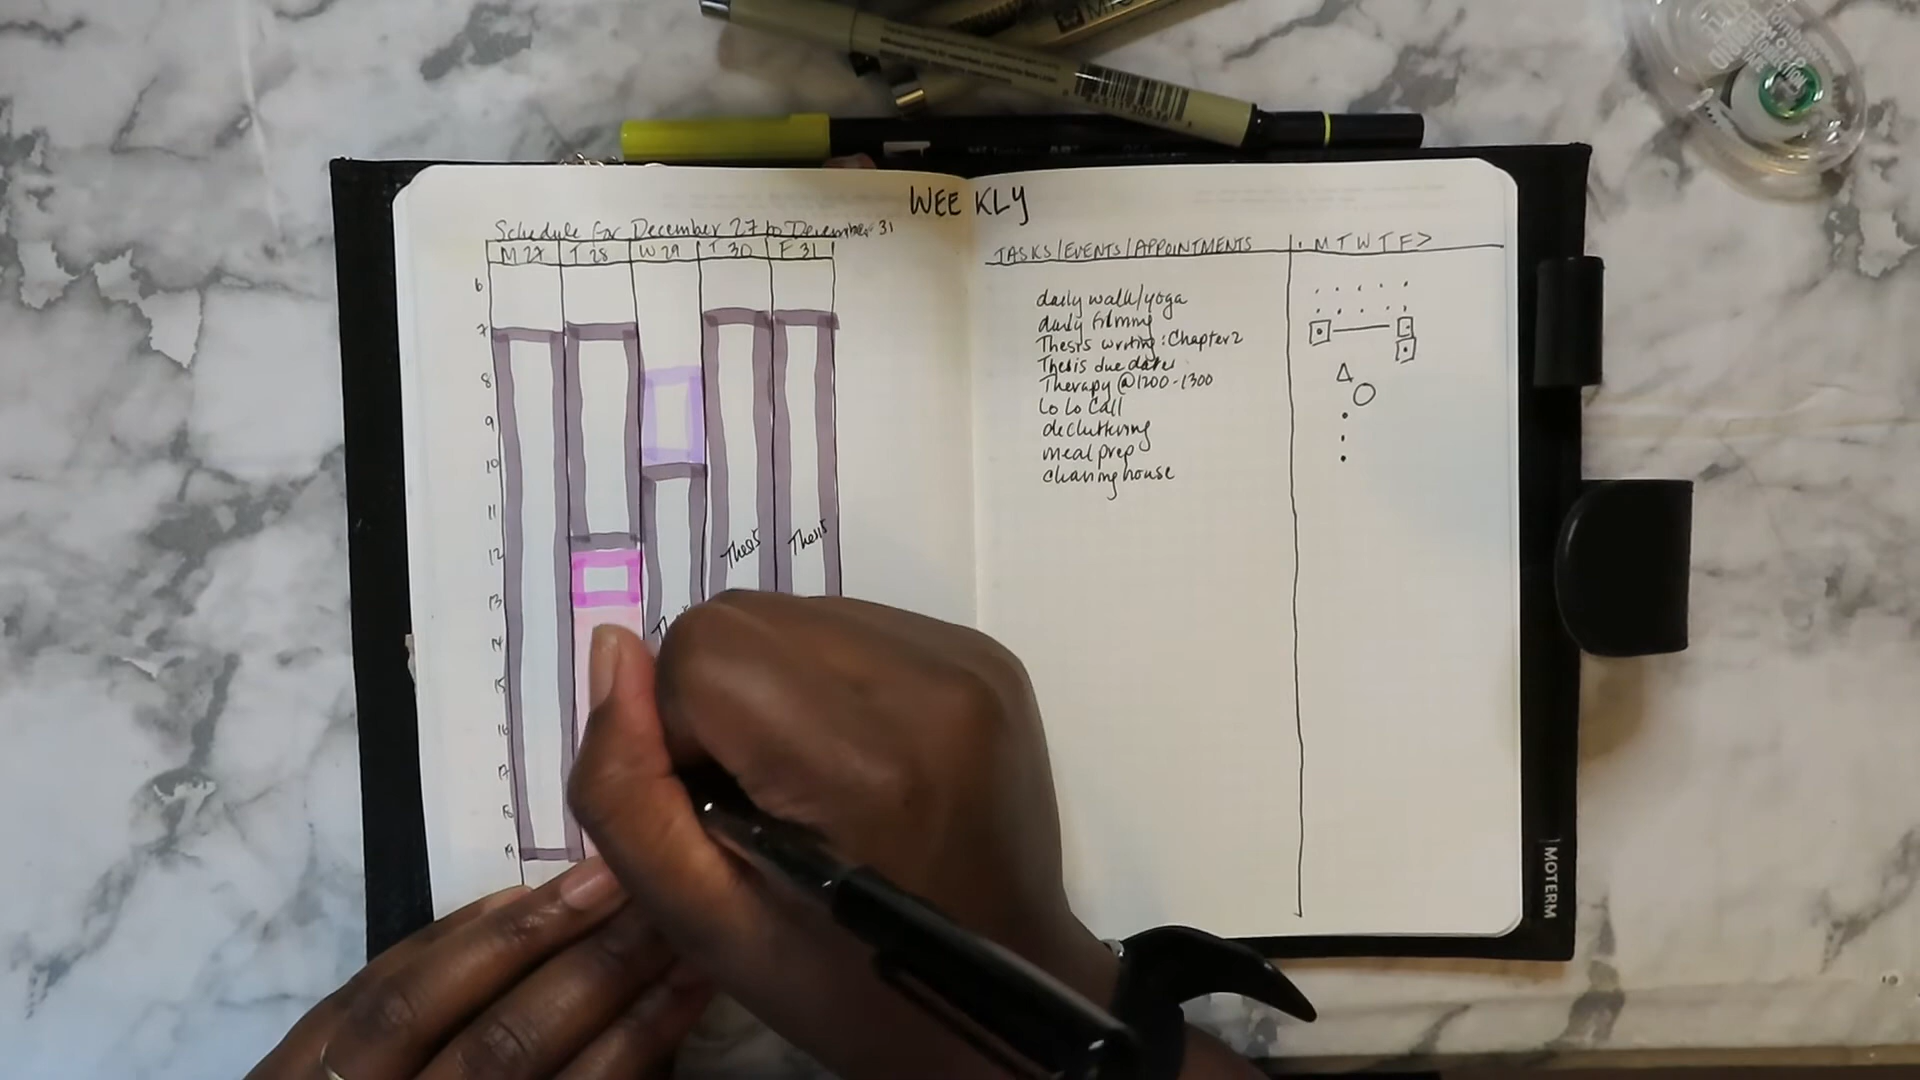 WEEKLY
Schedule for December 27 to December 31
M 27 T 28 W 29 T 30 F 31
6
7
8
9
10
11
12
13
14
15
16
17
18
19
Thesis
Thesis
TASKS/EVENTS/APPOINTMENTS . M T W T F >
daily walk/yoga
daily filming
Thesis writing: Chapter 2
Thesis due date
Therapy @1200-1300
Lo Lo Call
decluttering
meal prep
cleaning house
MOTERM